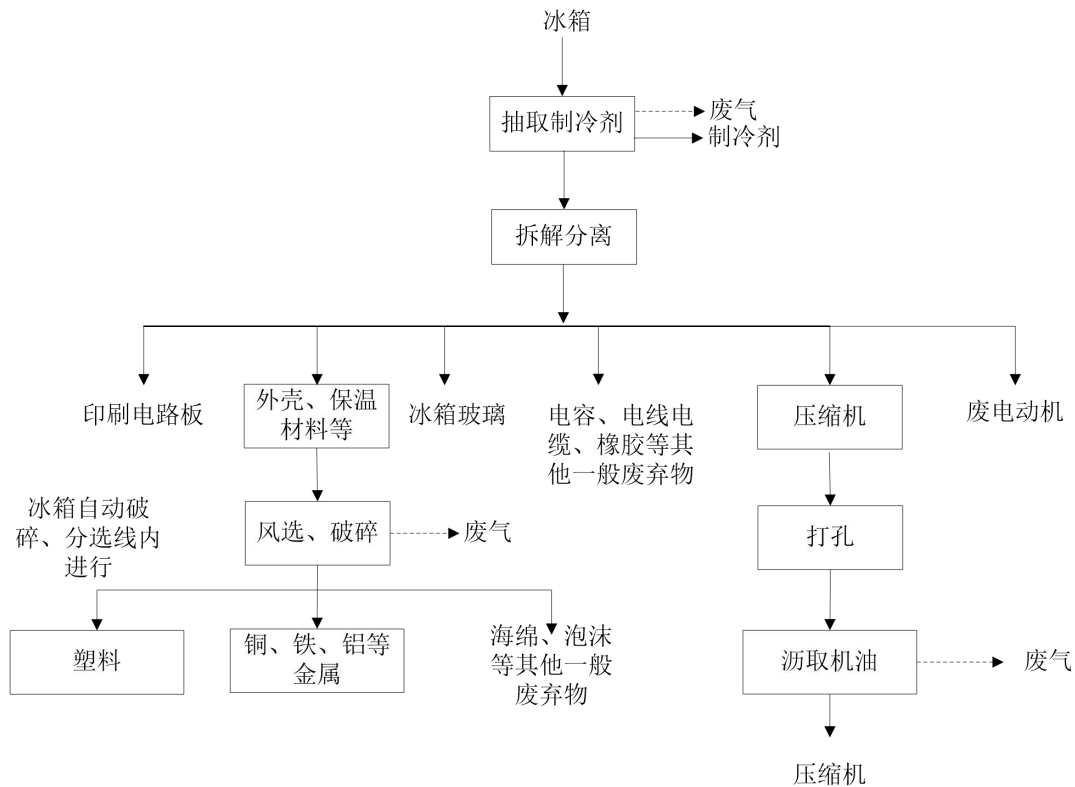 冰箱
抽取制冷剂
废气
制冷剂
拆解分离
印刷电路板
外壳、保温
材料等
冰箱玻璃
电容、电线电
缆、橡胶等其
他一般废弃物
压缩机
废电动机
冰箱自动破
碎、分选线内
进行
风选、破碎
废气
打孔
塑料
铜、铁、铝等
金属
海绵、泡沫
等其他一般
废弃物
沥取机油
废气
压缩机